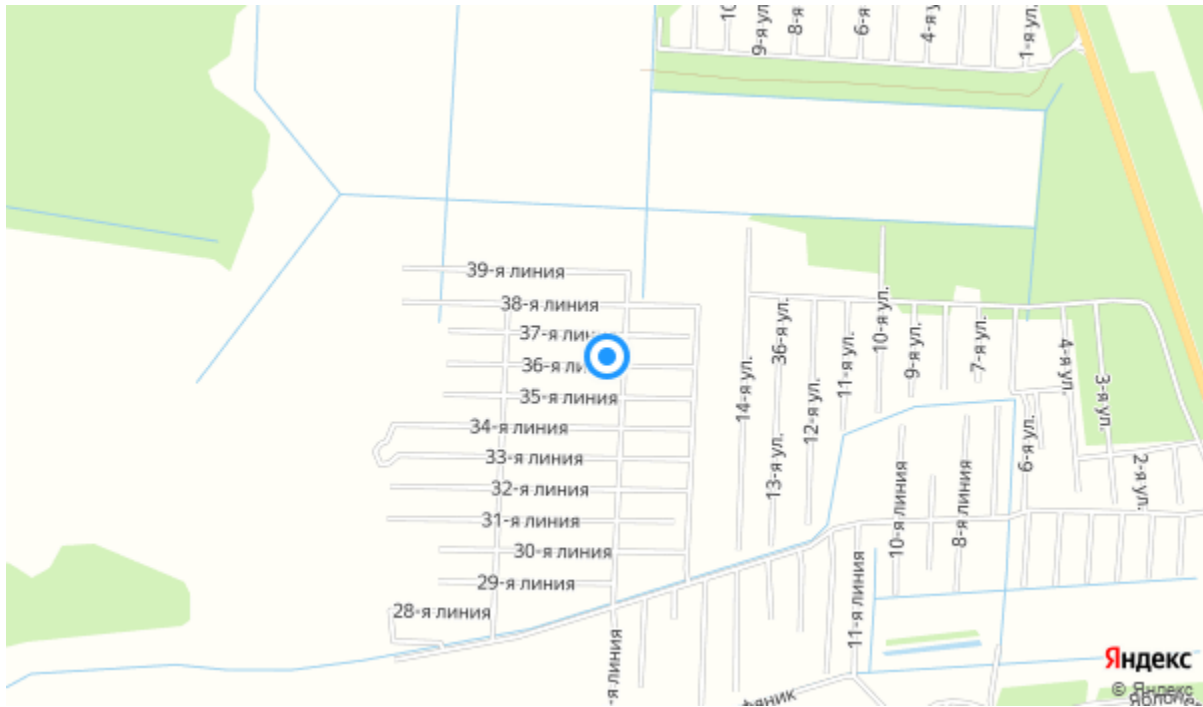 10
9-я ул.
8-я
6-я
4-я
1-я ул.
39-я линия
38-я линия
37-я лин
36-я ли
35-я линия
34-я линия
33-я линия
32-я линия
31-я линия
30-я линия
29-я линия
28-я линия
-я линия
14-я ул.
13-я ул.
36-я ул.
12-я ул.
11-я ул.
10-я ул.
9-я ул.
7-я ул.
4-я ул.
3-я ул.
6-я ул.
2-я ул.
10-я линия
8-я линия
11-я линия
Яндекс
© Яндекс